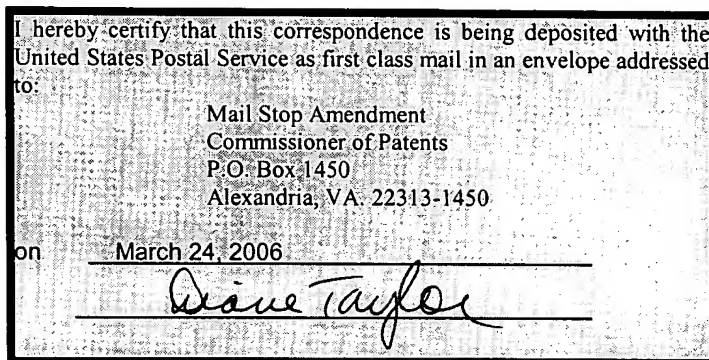 I hereby certify that this correspondence is being deposited with the
United States Postal Service as first class mail in an envelope addressed
to:
Mail Stop Amendment
Commissioner of Patents
P.O. Box 1450
Alexandria, VA. 22313-1450
on March 24, 2006
Diane Taylor